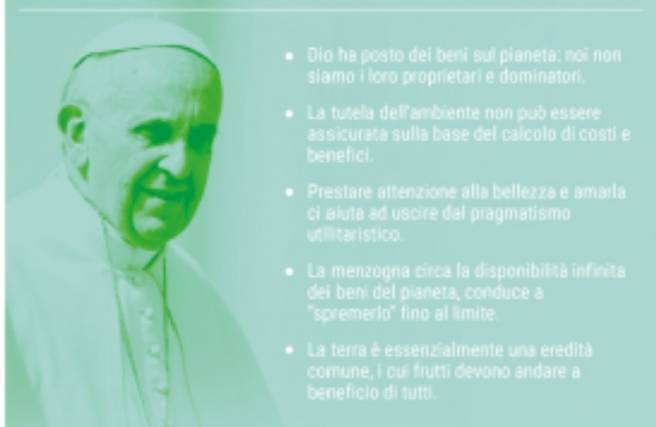 • Dio ha posto dei beni sul pianeta: noi non
siamo i loro proprietari e dominatori.
• La tutela dell'ambiente non può essere
assicurata sulla base del calcolo di costi e
benefici.
• Prestare attenzione alla bellezza e amarla
ci aiuta ad uscire dal pragmatismo
utilitaristico.
• La menzogna circa la disponibilità infinita
dei beni del pianeta, conduce a
"spremerlo" fino al limite.
• La terra è essenzialmente una eredità
comune, i cui frutti devono andare a
beneficio di tutti.